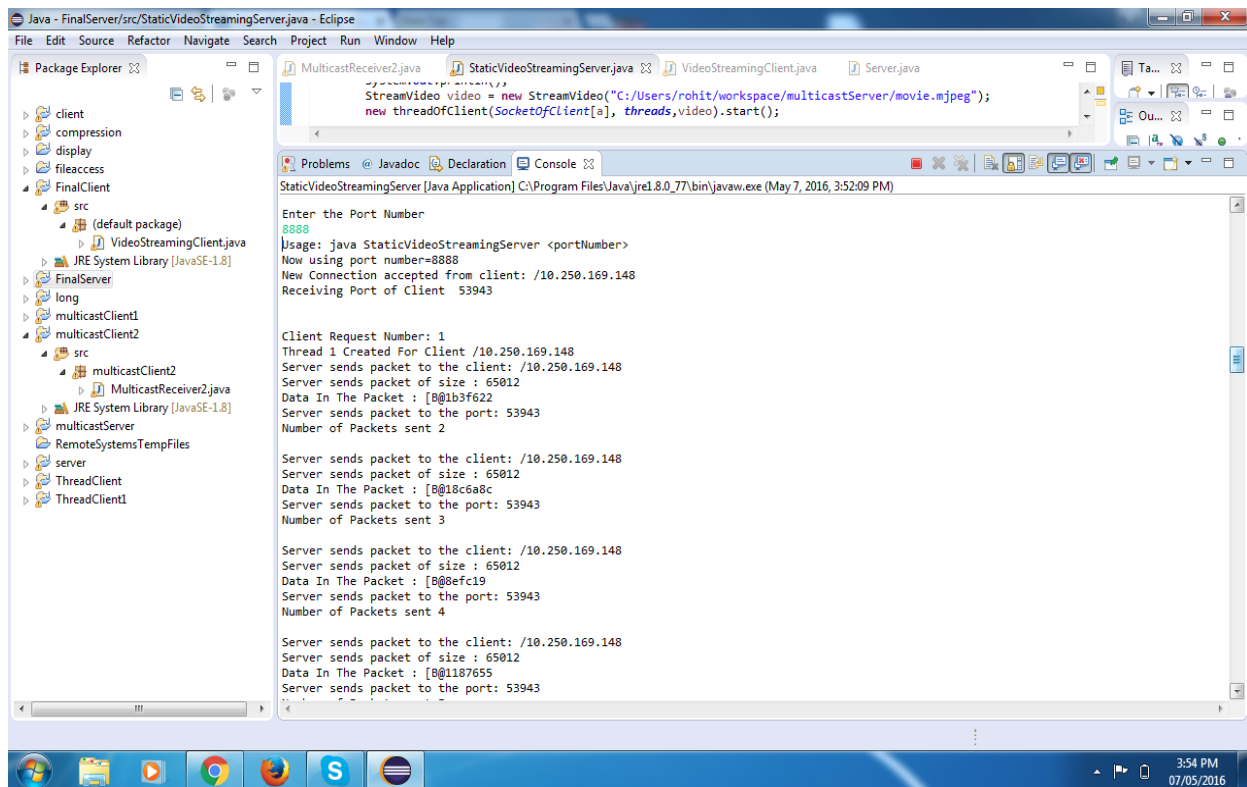 Java - FinalServer/src/StaticVideoStreamingServer.java - Eclipse
File Edit Source Refactor Navigate Search Project Run Window Help
Package Explorer
client
compression
display
fileaccess
FinalClient
src
(default package)
VideoStreamingClient.java
JRE System Library [JavaSE-1.8]
FinalServer
long
multicastClient1
multicastClient2
src
multicastClient2
MulticastReceiver2.java
JRE System Library [JavaSE-1.8]
multicastServer
RemoteSystemsTempFiles
server
ThreadClient
ThreadClient1
MulticastReceiver2.java StaticVideoStreamingServer.java VideoStreamingClient.java Server.java
StreamVideo video = new StreamVideo("C:/Users/rohit/workspace/multicastServer/movie.mjpeg");
new threadOfClient(SocketOfClient[a], threads,video).start();
Ta...
Ou...
Problems @ Javadoc Declaration Console
StaticVideoStreamingServer [Java Application] C:\Program Files\Java\jre1.8.0_77\bin\javaw.exe (May 7, 2016, 3:52:09 PM)
Enter the Port Number
8888
Usage: java StaticVideoStreamingServer <portNumber>
Now using port number=8888
New Connection accepted from client: /10.250.169.148
Receiving Port of Client 53943
Client Request Number: 1
Thread 1 Created For Client /10.250.169.148
Server sends packet to the client: /10.250.169.148
Server sends packet of size : 65012
Data In The Packet : [B@1b3f622
Server sends packet to the port: 53943
Number of Packets sent 2
Server sends packet to the client: /10.250.169.148
Server sends packet of size : 65012
Data In The Packet : [B@18c6a8c
Server sends packet to the port: 53943
Number of Packets sent 3
Server sends packet to the client: /10.250.169.148
Server sends packet of size : 65012
Data In The Packet : [B@8efc19
Server sends packet to the port: 53943
Number of Packets sent 4
Server sends packet to the client: /10.250.169.148
Server sends packet of size : 65012
Data In The Packet : [B@1187655
Server sends packet to the port: 53943
3:54 PM
07/05/2016